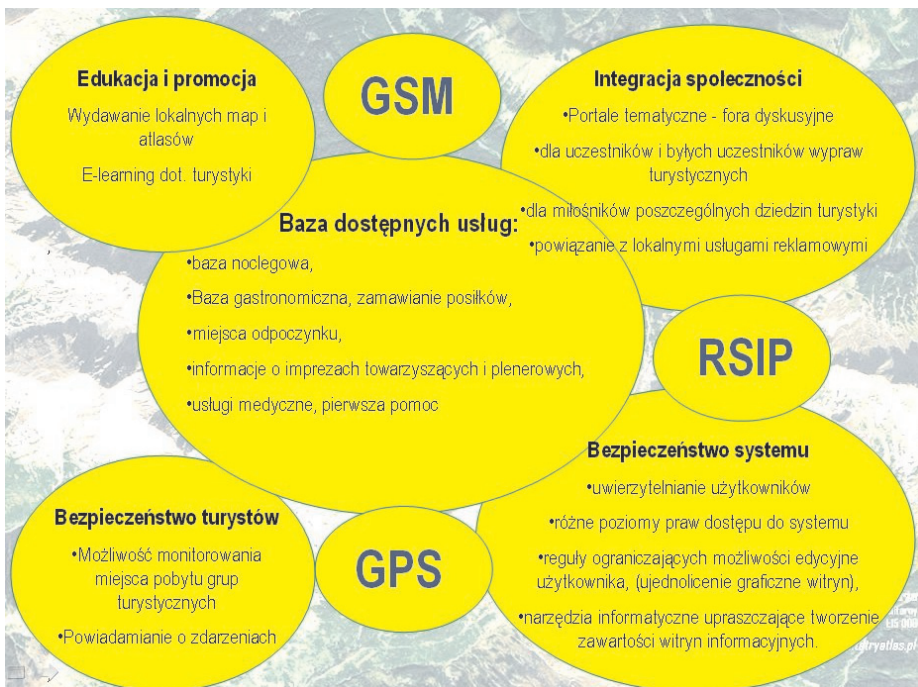 Edukacja i promocja
Wydawanie lokalnych map i
atlasów
E-learning dot. turystyki
GSM
Integracja społeczności
•Portale tematyczne - fora dyskusyjne
•dla uczestników i byłych uczestników wypraw
turystycznych
•dla miłośników poszczególnych dziedzin turystyki
•powiązanie z lokalnymi usługami reklamowymi
Baza dostępnych usług:
•baza noclegowa,
•Baza gastronomiczna, zamawianie posiłków,
•miejsca odpoczynku,
•informacje o imprezach towarzyszących i plenerowych,
•usługi medyczne, pierwsza pomoc
RSIP
Bezpieczeństwo turystów
•Możliwość monitorowania
miejsca pobytu grup
turystycznych
•Powiadamianie o zdarzeniach
GPS
Bezpieczeństwo systemu
•uwierzytelnianie użytkowników
•różne poziomy praw dostępu do systemu
•reguły ograniczających możliwości edycyjne
użytkownika, (ujednolicenie graficzne witryn),
•narzędzia informatyczne upraszczające tworzenie
zawartości witryn informacyjnych.